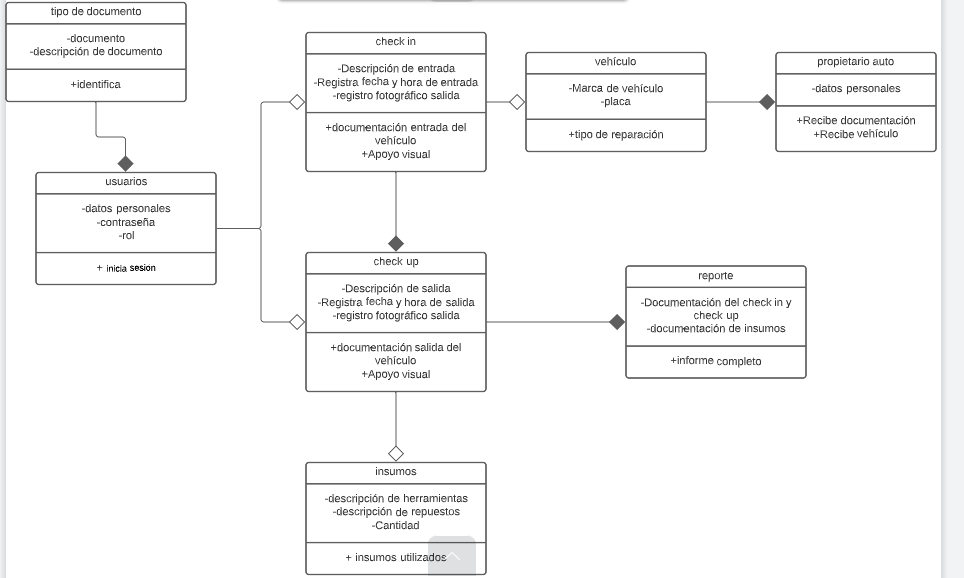 tipo de documento
-documento
-descripción de documento
+identifica
usuarios
-datos personales
-contraseña
-rol
+ inicia sesión
check in
-Descripción de entrada
-Registra fecha y hora de entrada
-registro fotográfico salida
+documentación entrada del
vehículo
+Apoyo visual
vehículo
-Marca de vehículo
-placa
+tipo de reparación
propietario auto
-datos personales
+Recibe documentación
+Recibe vehículo
check up
-Descripción de salida
-Registra fecha y hora de salida
-registro fotográfico salida
+documentación salida del
vehículo
+Apoyo visual
reporte
-Documentación del check in y
check up
-documentación de insumos
+informe completo
insumos
-descripción de herramientas
-descripción de repuestos
-Cantidad
+ insumos utilizados